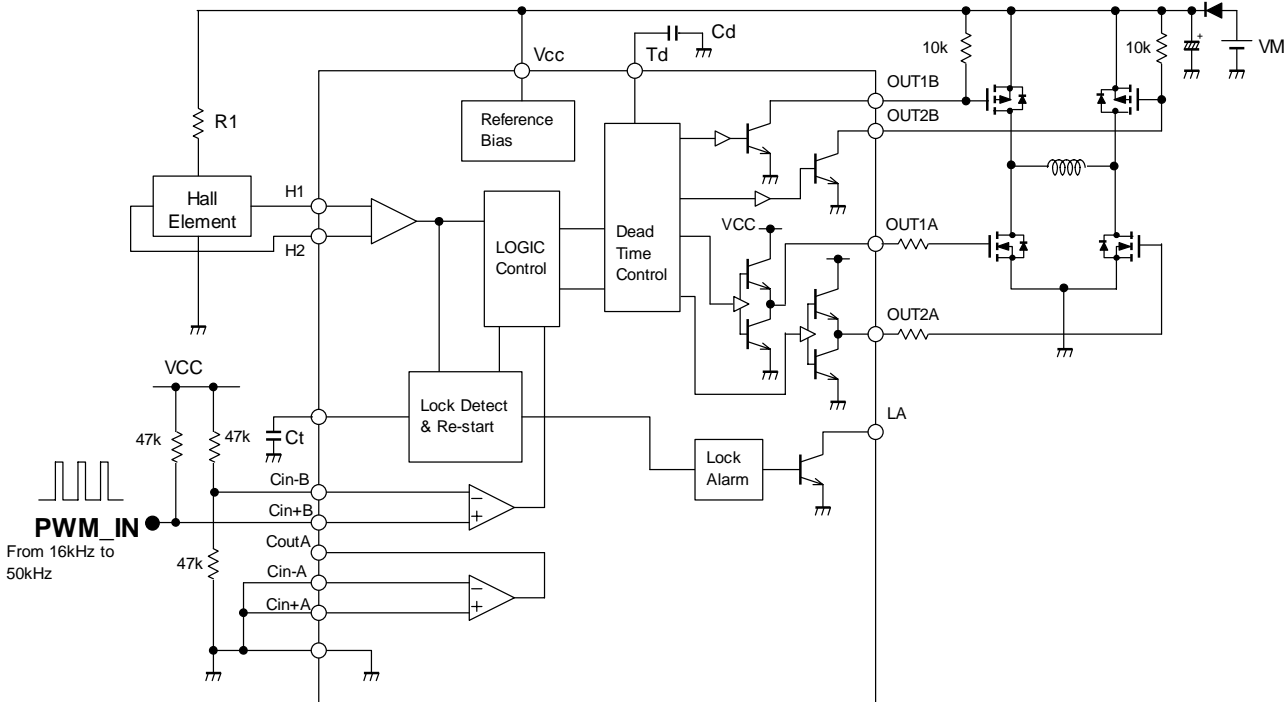 Cd
Vcc
Td
10k
10k
+
VM
OUT1B
OUT2B
R1
Reference
Bias
Hall
Element
H1
H2
LOGIC
Control
Dead
Time
Control
VCC
OUT1A
OUT2A
VCC
47k
47k
Ct
Lock Detect
& Re-start
LA
Lock
Alarm
Cin-B
Cin+B
−
+
PWM_IN
From 16kHz to
50kHz
47k
CoutA
Cin-A
Cin+A
−
+